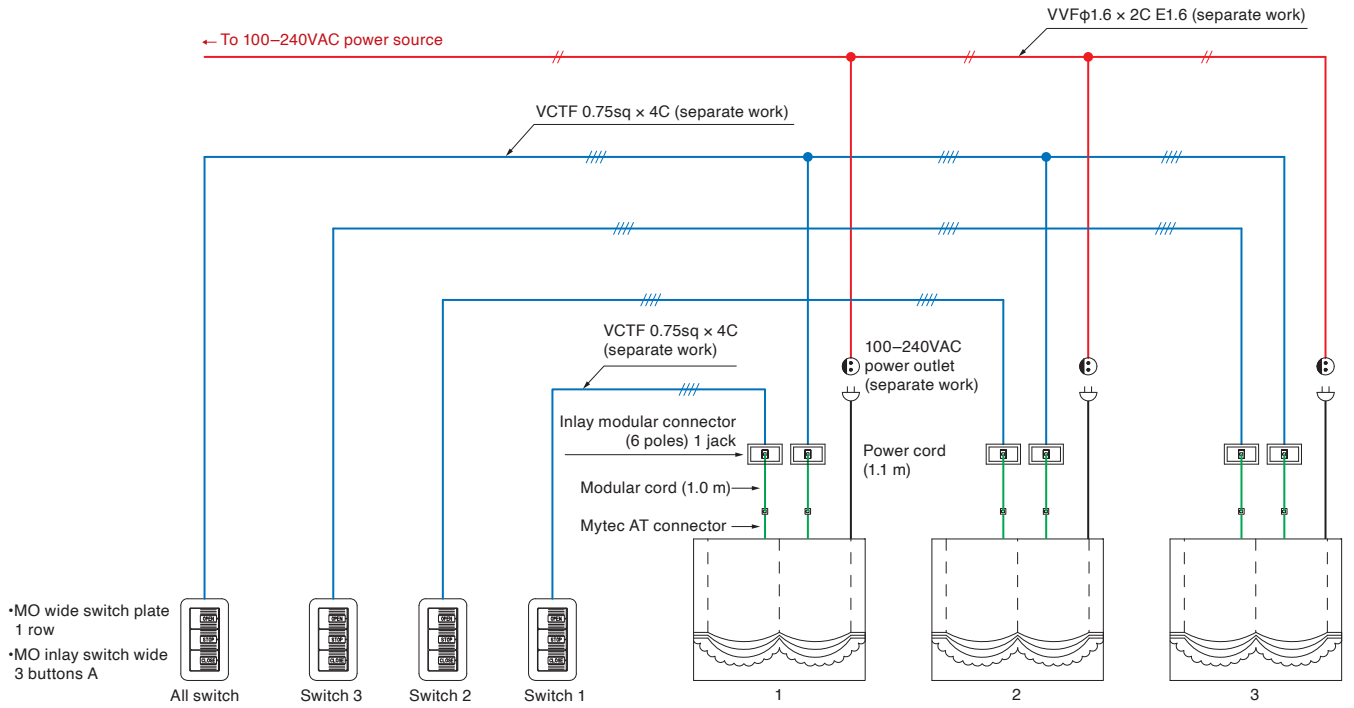 VVFφ1.6 × 2C E1.6 (separate work)
← To 100–240VAC power source
VCTF 0.75sq × 4C (separate work)
VCTF 0.75sq × 4C
(separate work)
100–240VAC
power outlet
(separate work)
Inlay modular connector
(6 poles) 1 jack
Power cord
(1.1 m)
Modular cord (1.0 m)
Mytec AT connector
•MO wide switch plate
1 row
•MO inlay switch wide
3 buttons A
OPEN
STOP
CLOSE
OPEN
STOP
CLOSE
OPEN
STOP
CLOSE
OPEN
STOP
CLOSE
All switch
Switch 3
Switch 2
Switch 1
1
2
3